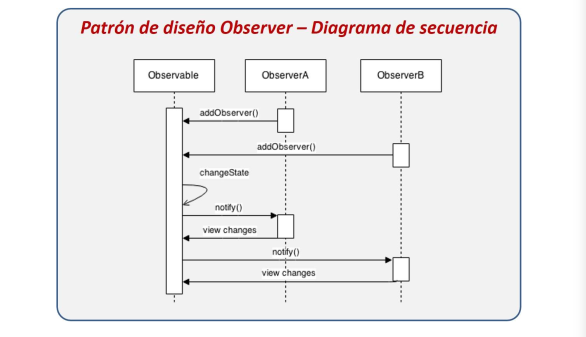 Patrón de diseño Observer – Diagrama de secuencia
Observable
ObserverA
ObserverB
addObserver()
addObserver()
changeState
notify()
view changes
notify()
view changes